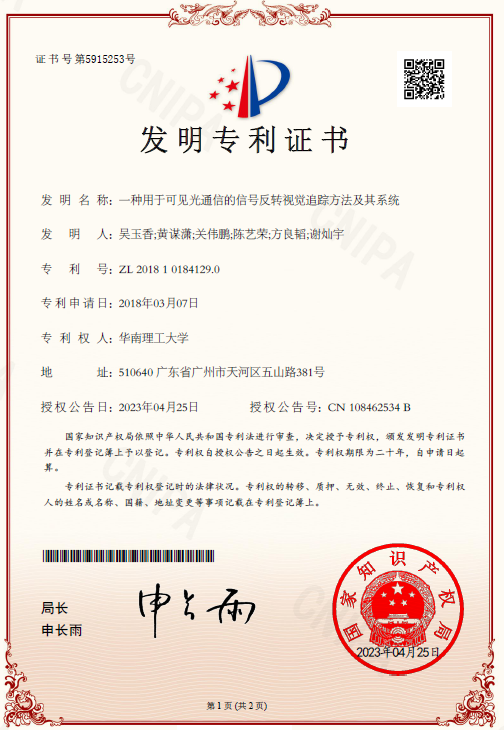 证书号第5915253号
发明专利证书
发明名称：一种用于可见光通信的信号反转视觉追踪方法及其系统
发明人：吴玉香;黄谋潇;关伟鹏;陈艺荣;方良韬;谢灿宇
专利号：ZL 2018 1 0184129.0
专利申请日：2018年03月07日
专利权人：华南理工大学
地址：510640 广东省广州市天河区五山路381号
授权公告日：2023年04月25日 授权公告号：CN 108462534 B
国家知识产权局依照中华人民共和国专利法进行审查，决定授予专利权，颁发发明专利证书
并在专利登记簿上予以登记。专利权自授权公告之日起生效。专利权期限为二十年，自申请日起
算。
专利证书记载专利权登记时的法律状况。专利权的转移、质押、无效、终止、恢复和专利权
人的姓名或名称、国籍、地址变更等事项记载在专利登记簿上。
局长
申长雨
申长雨
国家知识产权局
2023年04月25日
第1页(共2页)
CNIPA
CNIPA
CNIPA
CNIPA